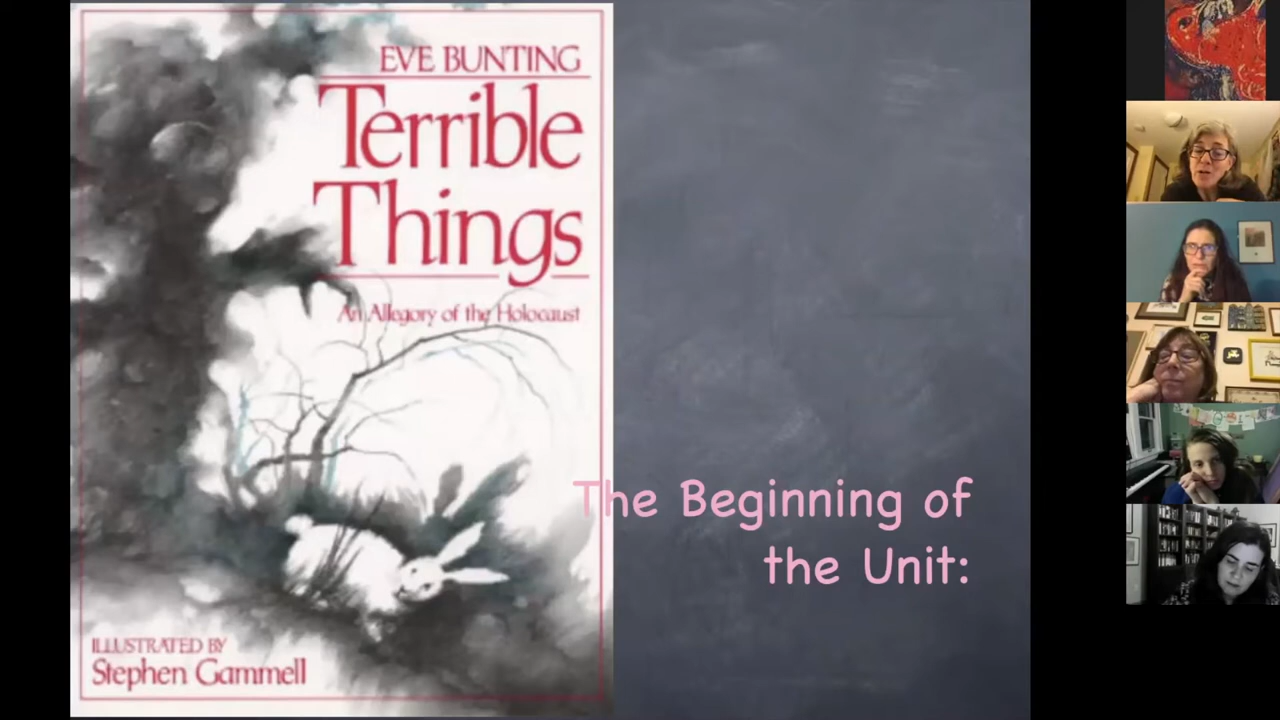 EVE BUNTING
Terrible
Things
An Allegory of the Holocaust
The Beginning of
the Unit:
ILLUSTRATED BY
Stephen Gammell